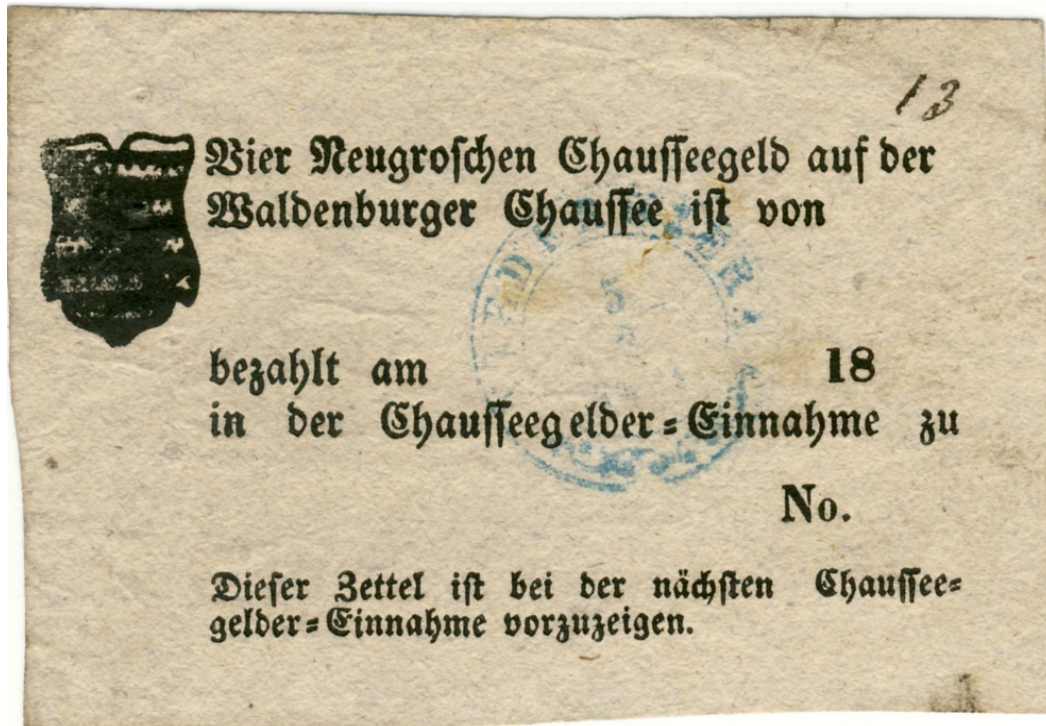 13
Vier Neugroschen Chausseegeld auf der
Waldenburger Chaussee ist von
bezahlt am 18
in der Chausseegelder=Einnahme zu
No.
Dieser Zettel ist bei der nächsten Chaussee=
gelder=Einnahme vorzuzeigen.